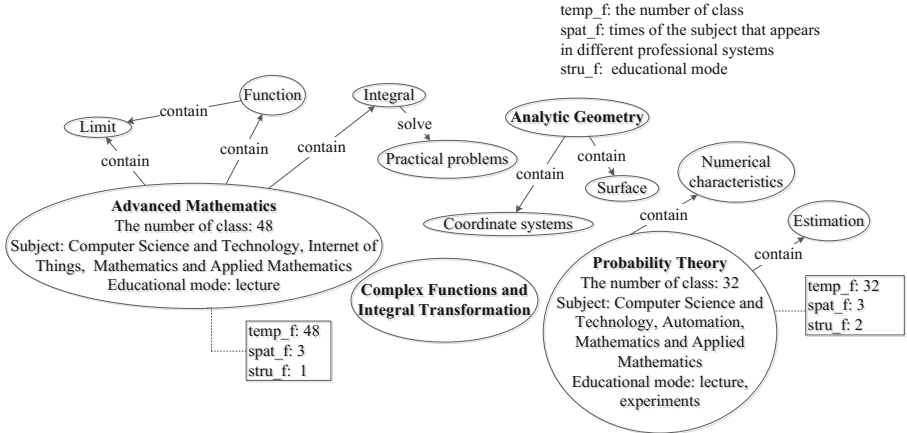 temp_f: the number of class
spat_f: times of the subject that appears
in different professional systems
stru_f: educational mode
Function
Integral
contain
Limit
solve
Analytic Geometry
contain
contain
contain
Practical problems
contain
contain
Surface
Numerical
characteristics
Coordinate systems
contain
Estimation
contain
Advanced Mathematics
The number of class: 48
Subject: Computer Science and Technology, Internet of
Things, Mathematics and Applied Mathematics
Educational mode: lecture
Complex Functions and
Integral Transformation
Probability Theory
The number of class: 32
Subject: Computer Science and
Technology, Automation,
Mathematics and Applied
Mathematics
Educational mode: lecture,
experiments
temp_f: 32
spat_f: 3
stru_f: 2
temp_f: 48
spat_f: 3
stru_f: 1